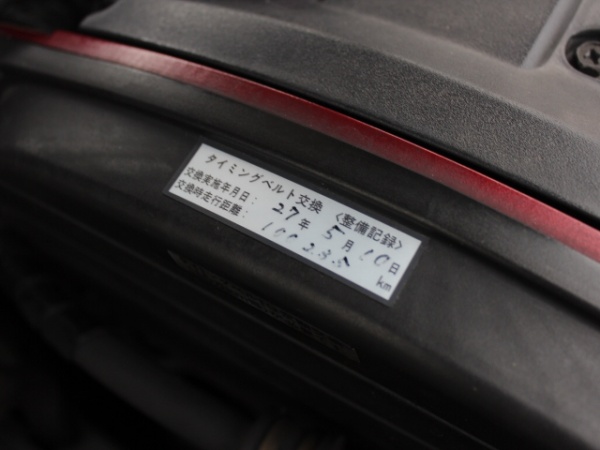 タイミングベルト交換 〈整備記録〉
交換実施年月日： 27年 5月 10日
交換時走行距離： 100235 km